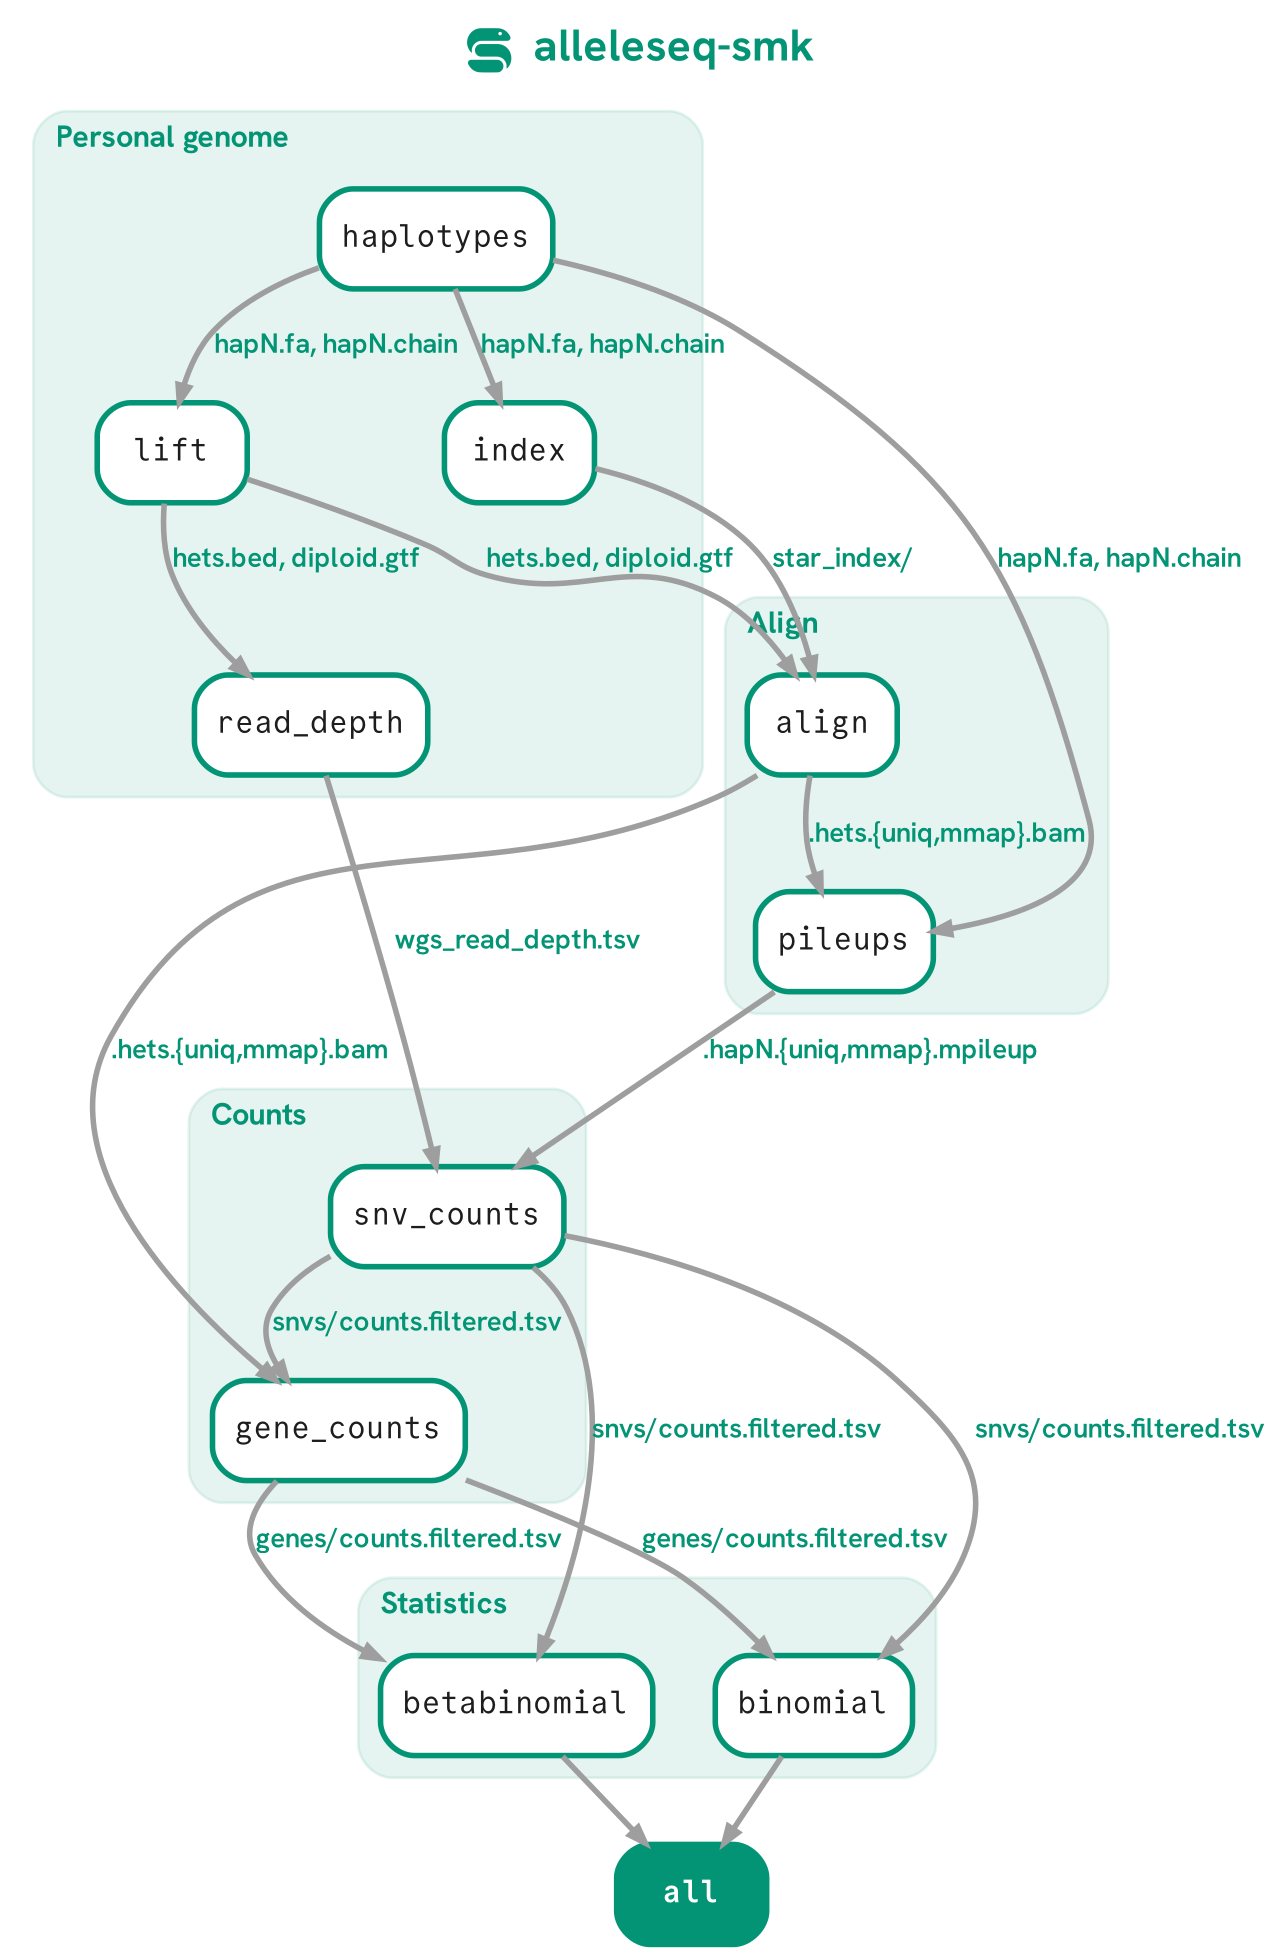 alleleseq-smk
Personal genome
haplotypes
hapN.fa, hapN.chain
hapN.fa, hapN.chain
lift
index
hets.bed, diploid.gtf
hets.bed, diploid.gtf
star_index/
hapN.fa, hapN.chain
Align
read_depth
align
.hets.{uniq,mmap}.bam
wgs_read_depth.tsv
pileups
.hets.{uniq,mmap}.bam
.hapN.{uniq,mmap}.mpileup
Counts
snv_counts
snvs/counts.filtered.tsv
gene_counts
snvs/counts.filtered.tsv
snvs/counts.filtered.tsv
genes/counts.filtered.tsv
genes/counts.filtered.tsv
Statistics
betabinomial
binomial
all